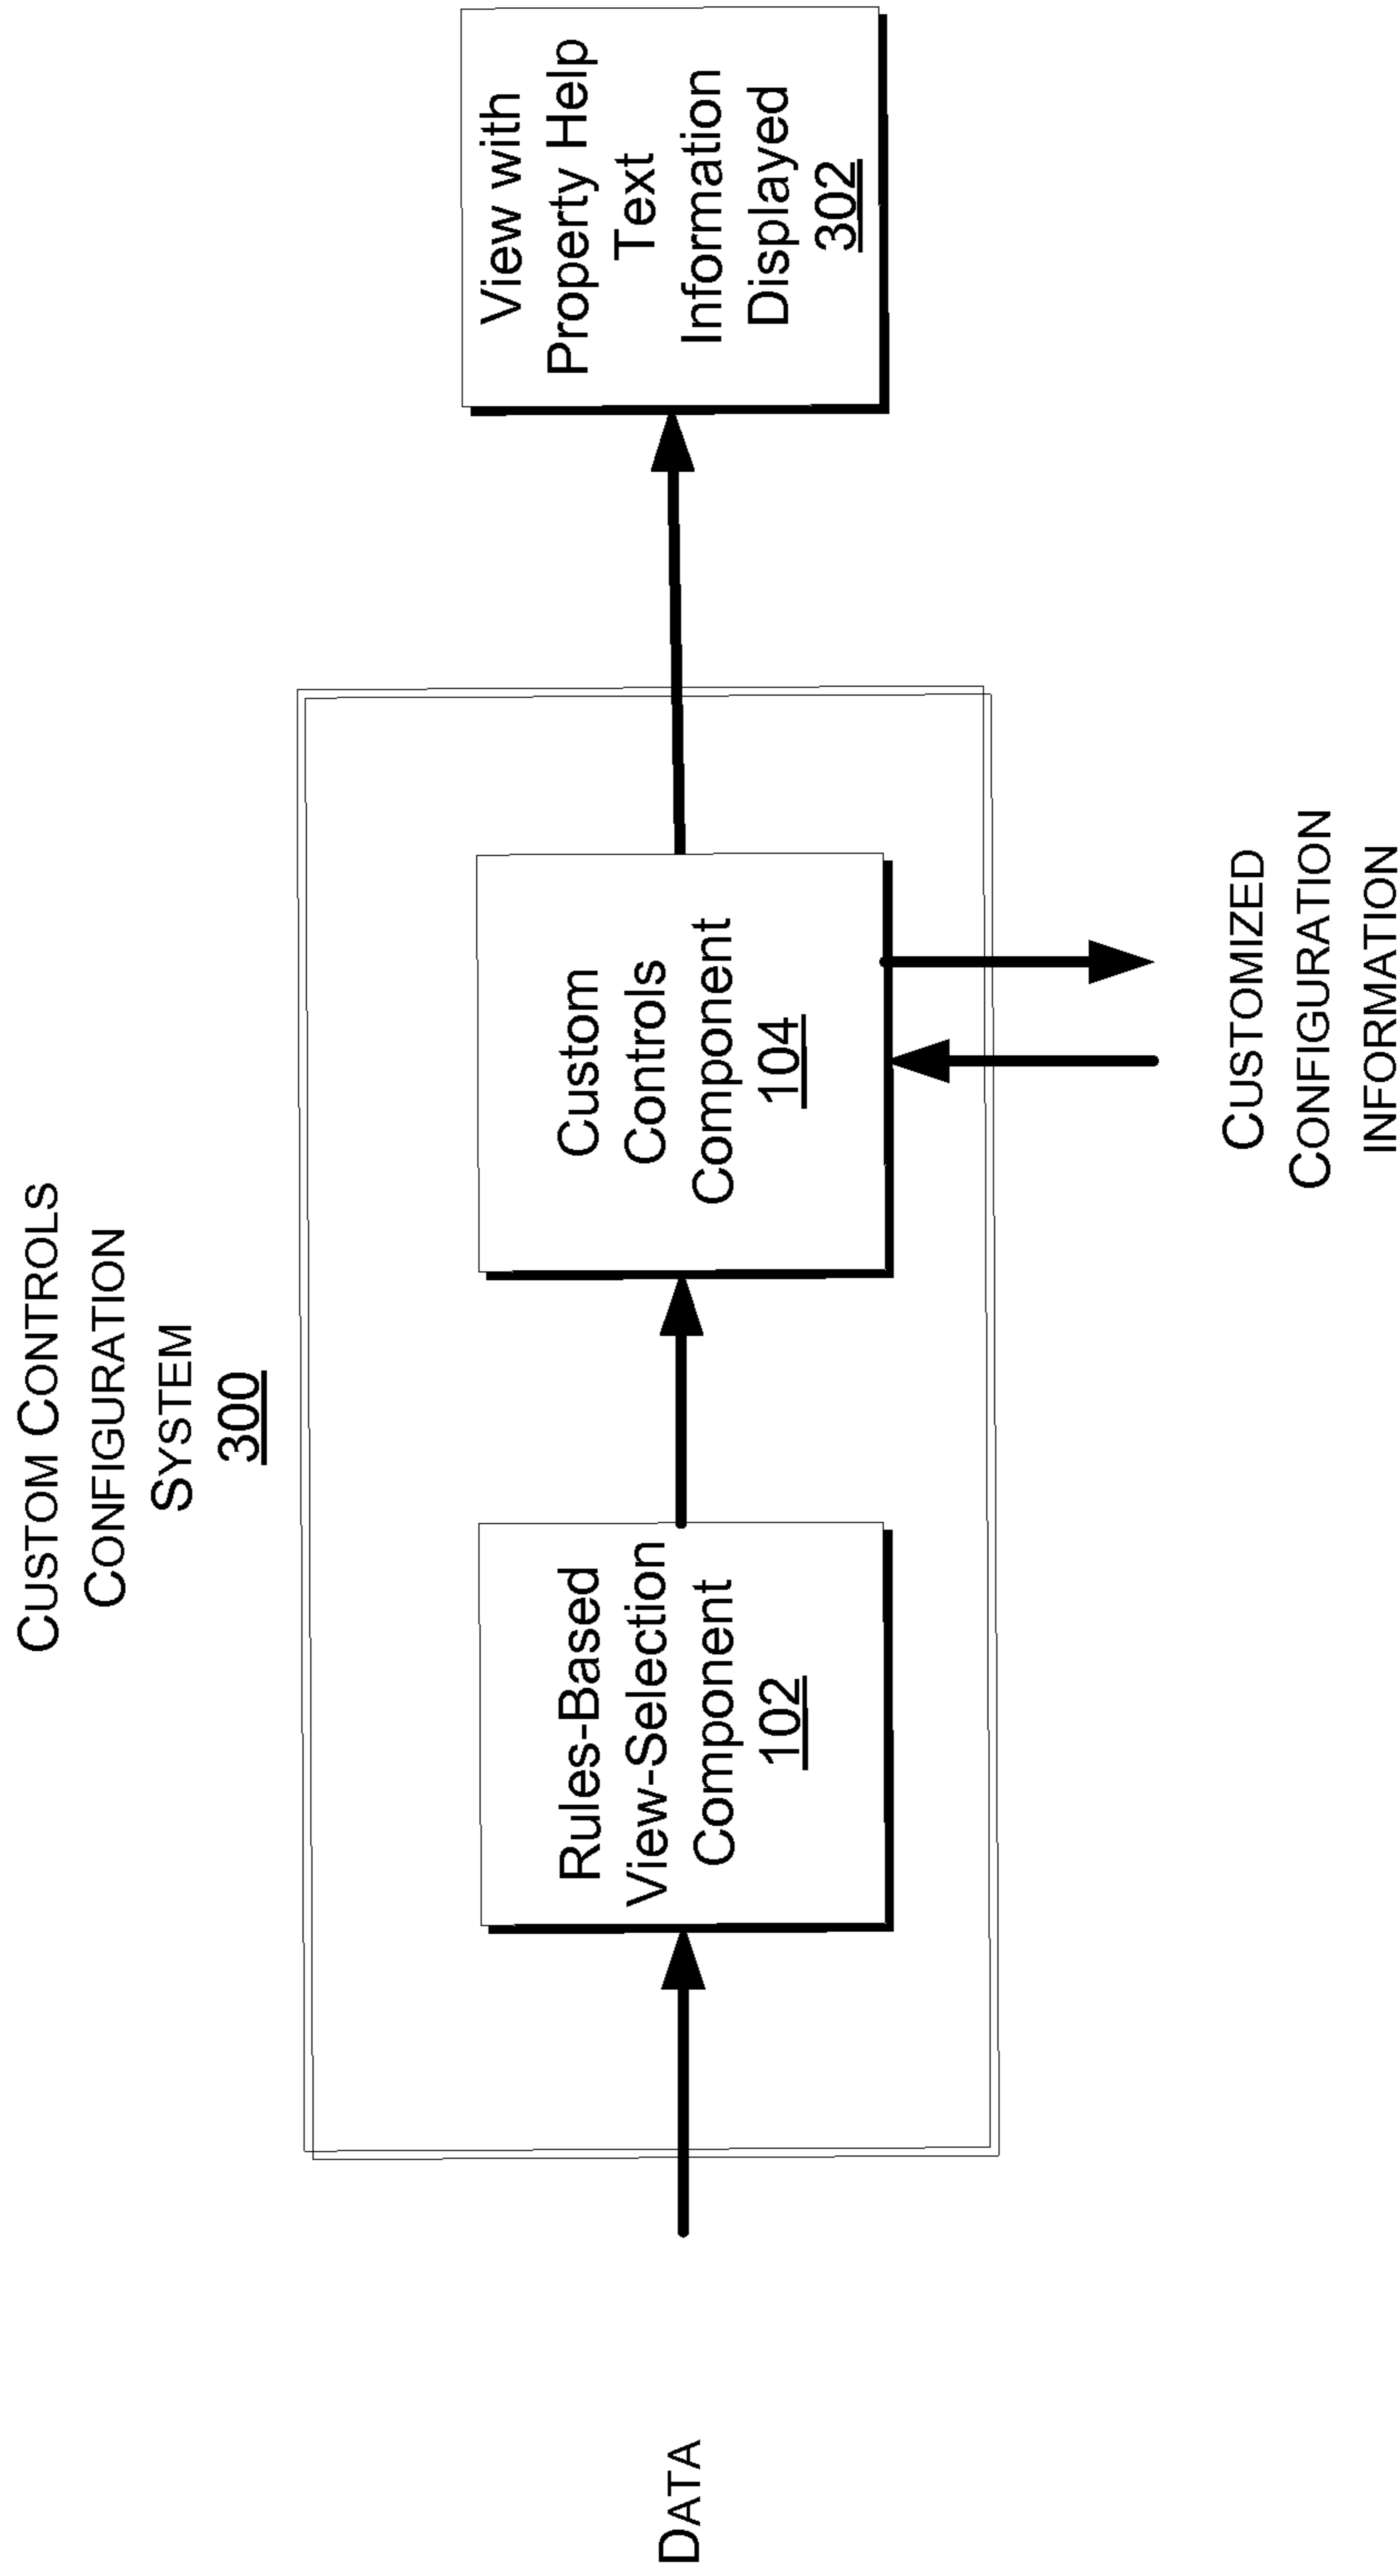 CUSTOM CONTROLS
CONFIGURATION
SYSTEM
300
DATA
Rules-Based
View-Selection
Component
102
Custom
Controls
Component
104
View with
Property Help
Text
Information
Displayed
302
CUSTOMIZED
CONFIGURATION
INFORMATION